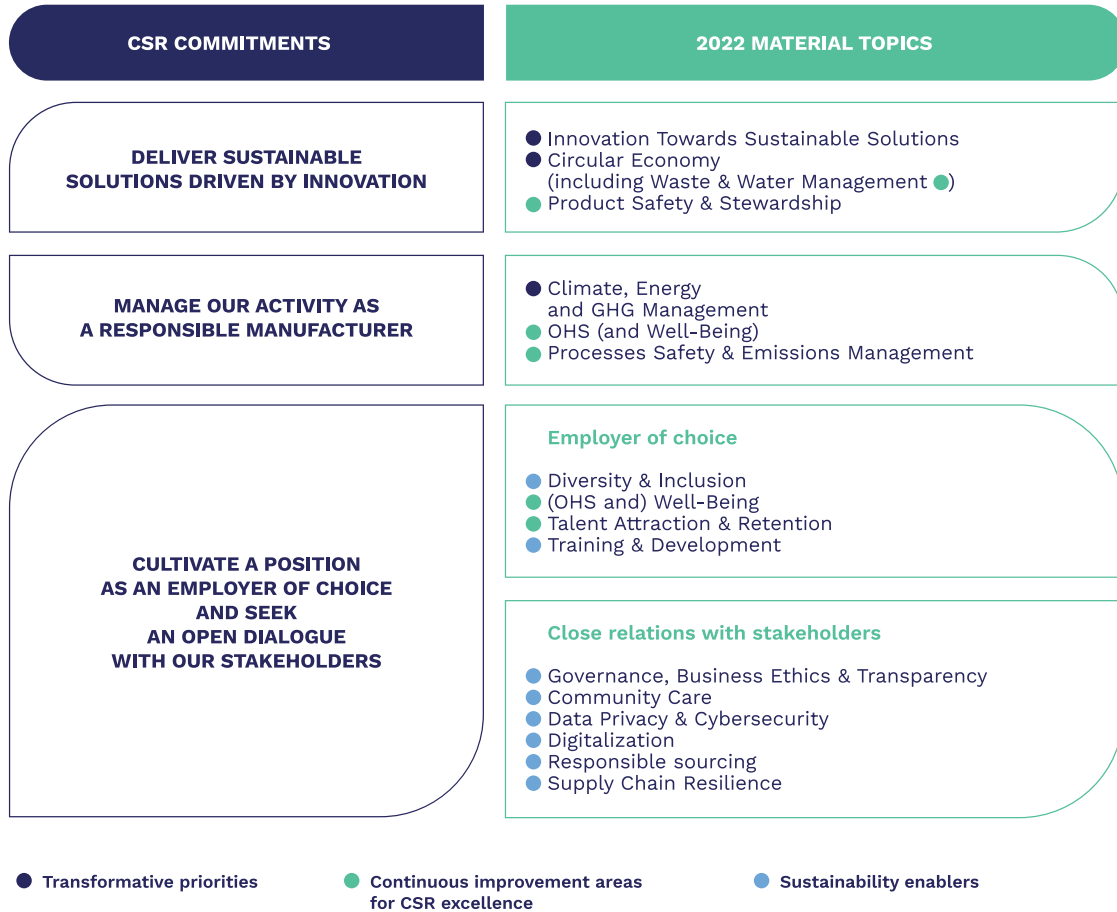 CSR COMMITMENTS
2022 MATERIAL TOPICS
DELIVER SUSTAINABLE
SOLUTIONS DRIVEN BY INNOVATION
Innovation Towards Sustainable Solutions
Circular Economy
(including Waste & Water Management )
Product Safety & Stewardship
MANAGE OUR ACTIVITY AS
A RESPONSIBLE MANUFACTURER
Climate, Energy
and GHG Management
OHS (and Well-Being)
Processes Safety & Emissions Management
CULTIVATE A POSITION
AS AN EMPLOYER OF CHOICE
AND SEEK
AN OPEN DIALOGUE
WITH OUR STAKEHOLDERS
Employer of choice
Diversity & Inclusion
(OHS and) Well-Being
Talent Attraction & Retention
Training & Development
Close relations with stakeholders
Governance, Business Ethics & Transparency
Community Care
Data Privacy & Cybersecurity
Digitalization
Responsible sourcing
Supply Chain Resilience
Transformative priorities
Continuous improvement areas
for CSR excellence
Sustainability enablers